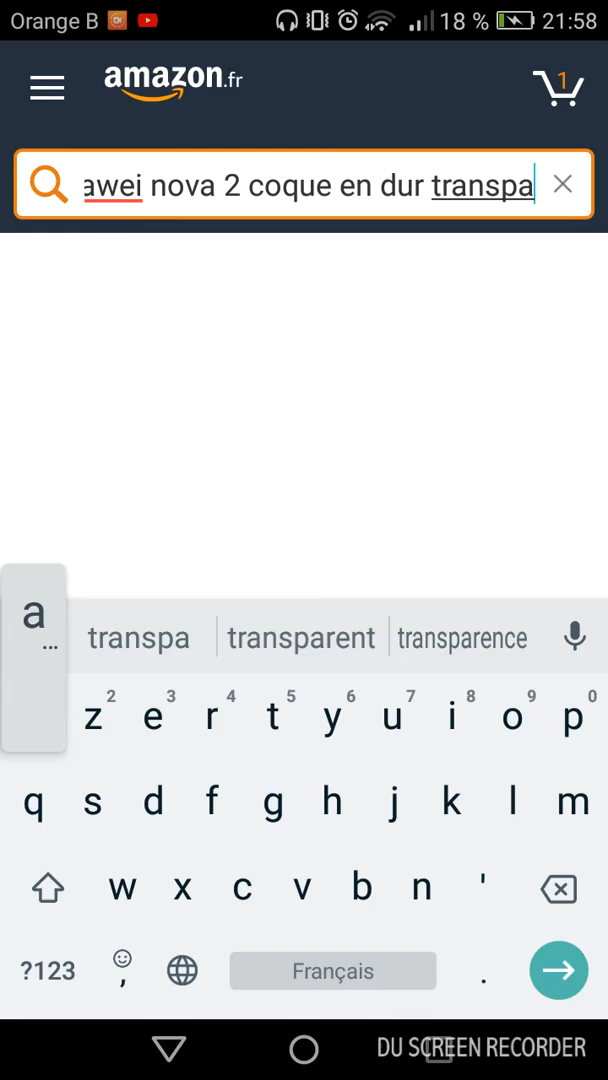 Orange B 18 % 21:58
amazon.fr
1
awei nova 2 coque en dur transpa
a
...
transpa transparent transparence
z 2 e 3 r 4 t 5 y 6 u 7 i 8 o 9 p 0
q s d f g h j k l m
w x c v b n '
?123 , Français .
DU SCREEN RECORDER